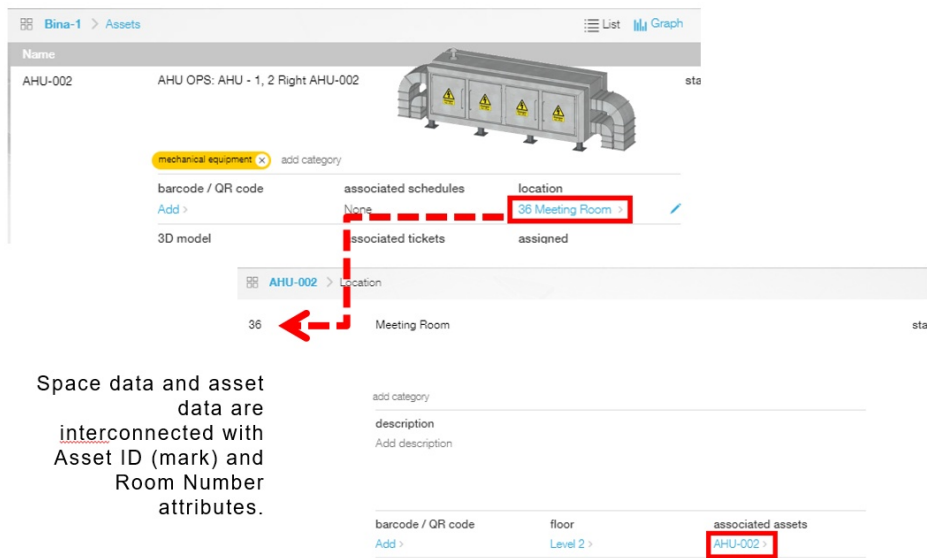 Bina-1 > Assets
List Graph
Name
AHU-002 AHU OPS: AHU - 1, 2 Right AHU-002 sta
mechanical equipment × add category
barcode / QR code associated schedules location
Add > None 36 Meeting Room >
3D model associated tickets assigned
AHU-002 > Location
36 Meeting Room sta
Space data and asset
data are
interconnected with
Asset ID (mark) and
Room Number
attributes.
add category
description
Add description
barcode / QR code floor associated assets
Add > Level 2 > AHU-002 >